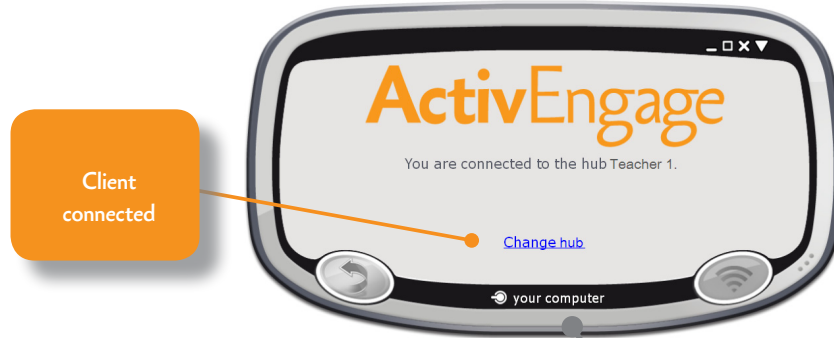 ActivEngage
You are connected to the hub Teacher 1.
Client
connected
Change hub
your computer